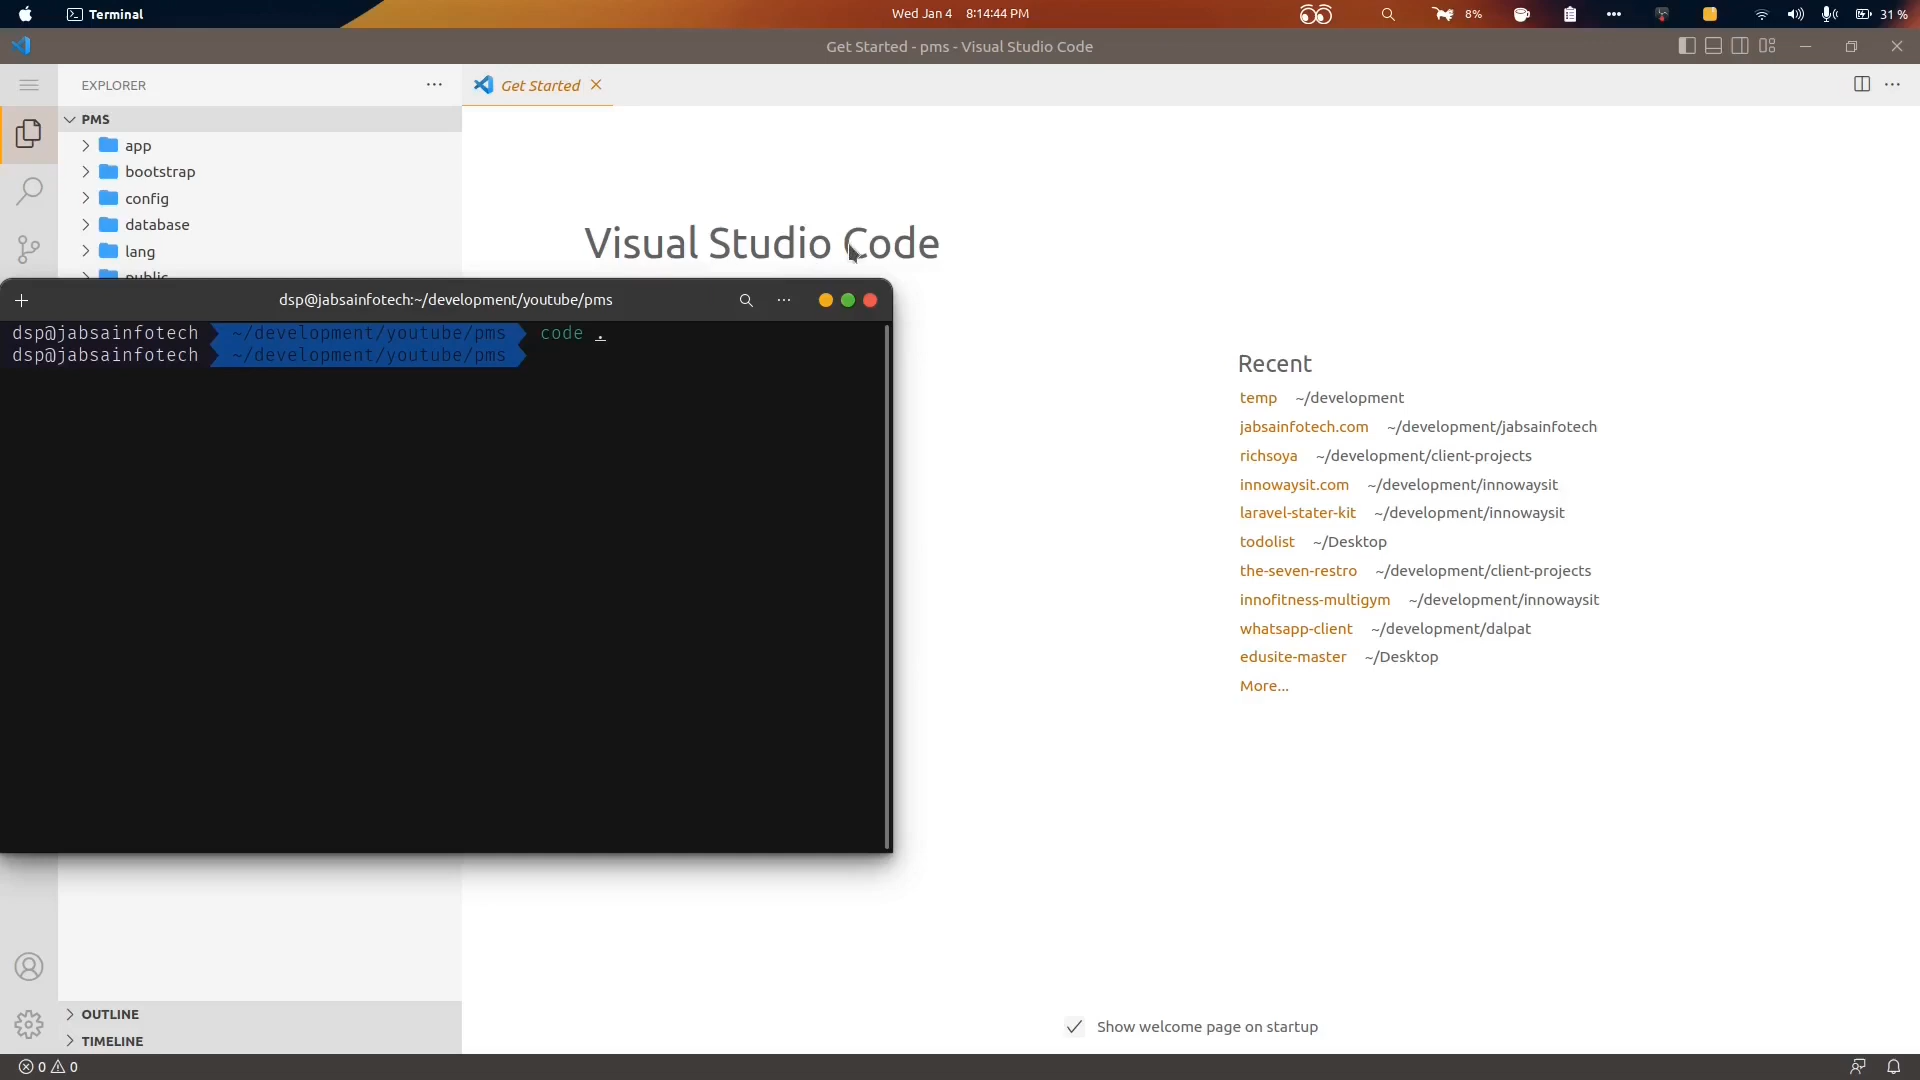 Terminal
Wed Jan 4 8:14:44 PM
8%
31 %
Get Started - pms - Visual Studio Code
EXPLORER
Get Started
PMS
app
bootstrap
config
database
lang
public
Visual Studio Code
dsp@jabsainfotech:~/development/youtube/pms
dsp@jabsainfotech ~/development/youtube/pms code .
dsp@jabsainfotech ~/development/youtube/pms
Recent
temp ~/development
jabsainfotech.com ~/development/jabsainfotech
richsoya ~/development/client-projects
innowaysit.com ~/development/innowaysit
laravel-stater-kit ~/development/innowaysit
todolist ~/Desktop
the-seven-restro ~/development/client-projects
innofitness-multigym ~/development/innowaysit
whatsapp-client ~/development/dalpat
edusite-master ~/Desktop
More...
OUTLINE
TIMELINE
Show welcome page on startup
0 0